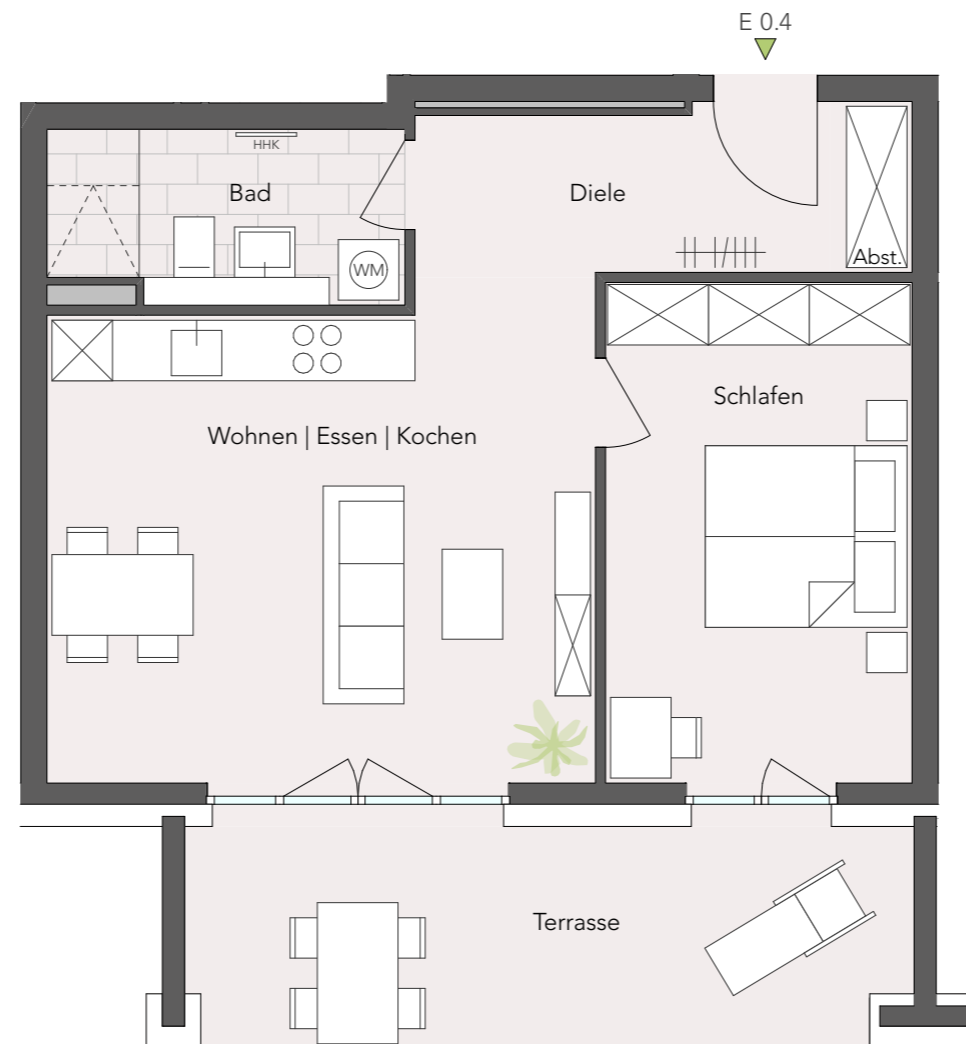 E 0.4
HHK
Bad
Diele
WM
Abst.
Schlafen
Wohnen | Essen | Kochen
Terrasse